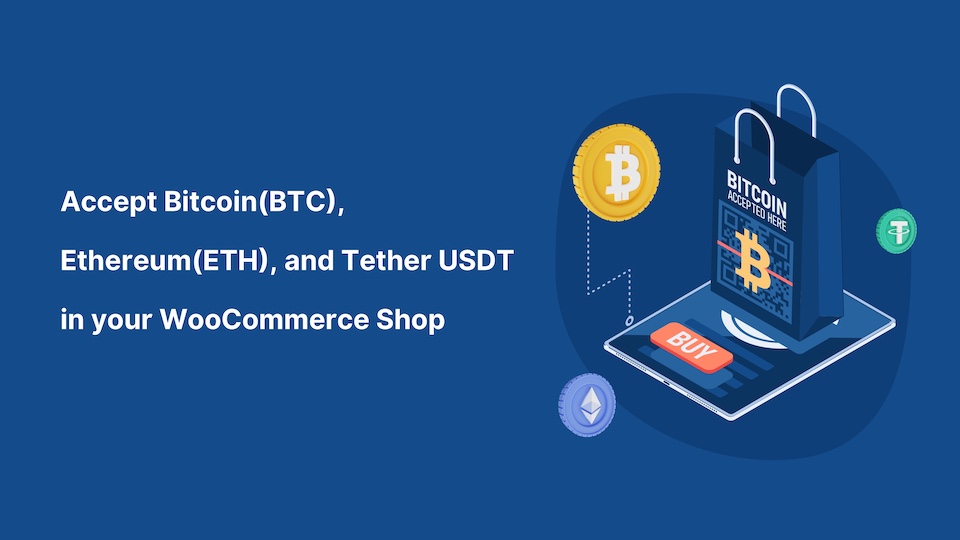 Accept Bitcoin(BTC),
Ethereum(ETH), and Tether USDT
in your WooCommerce Shop
BITCOIN
ACCEPTED HERE
BUY